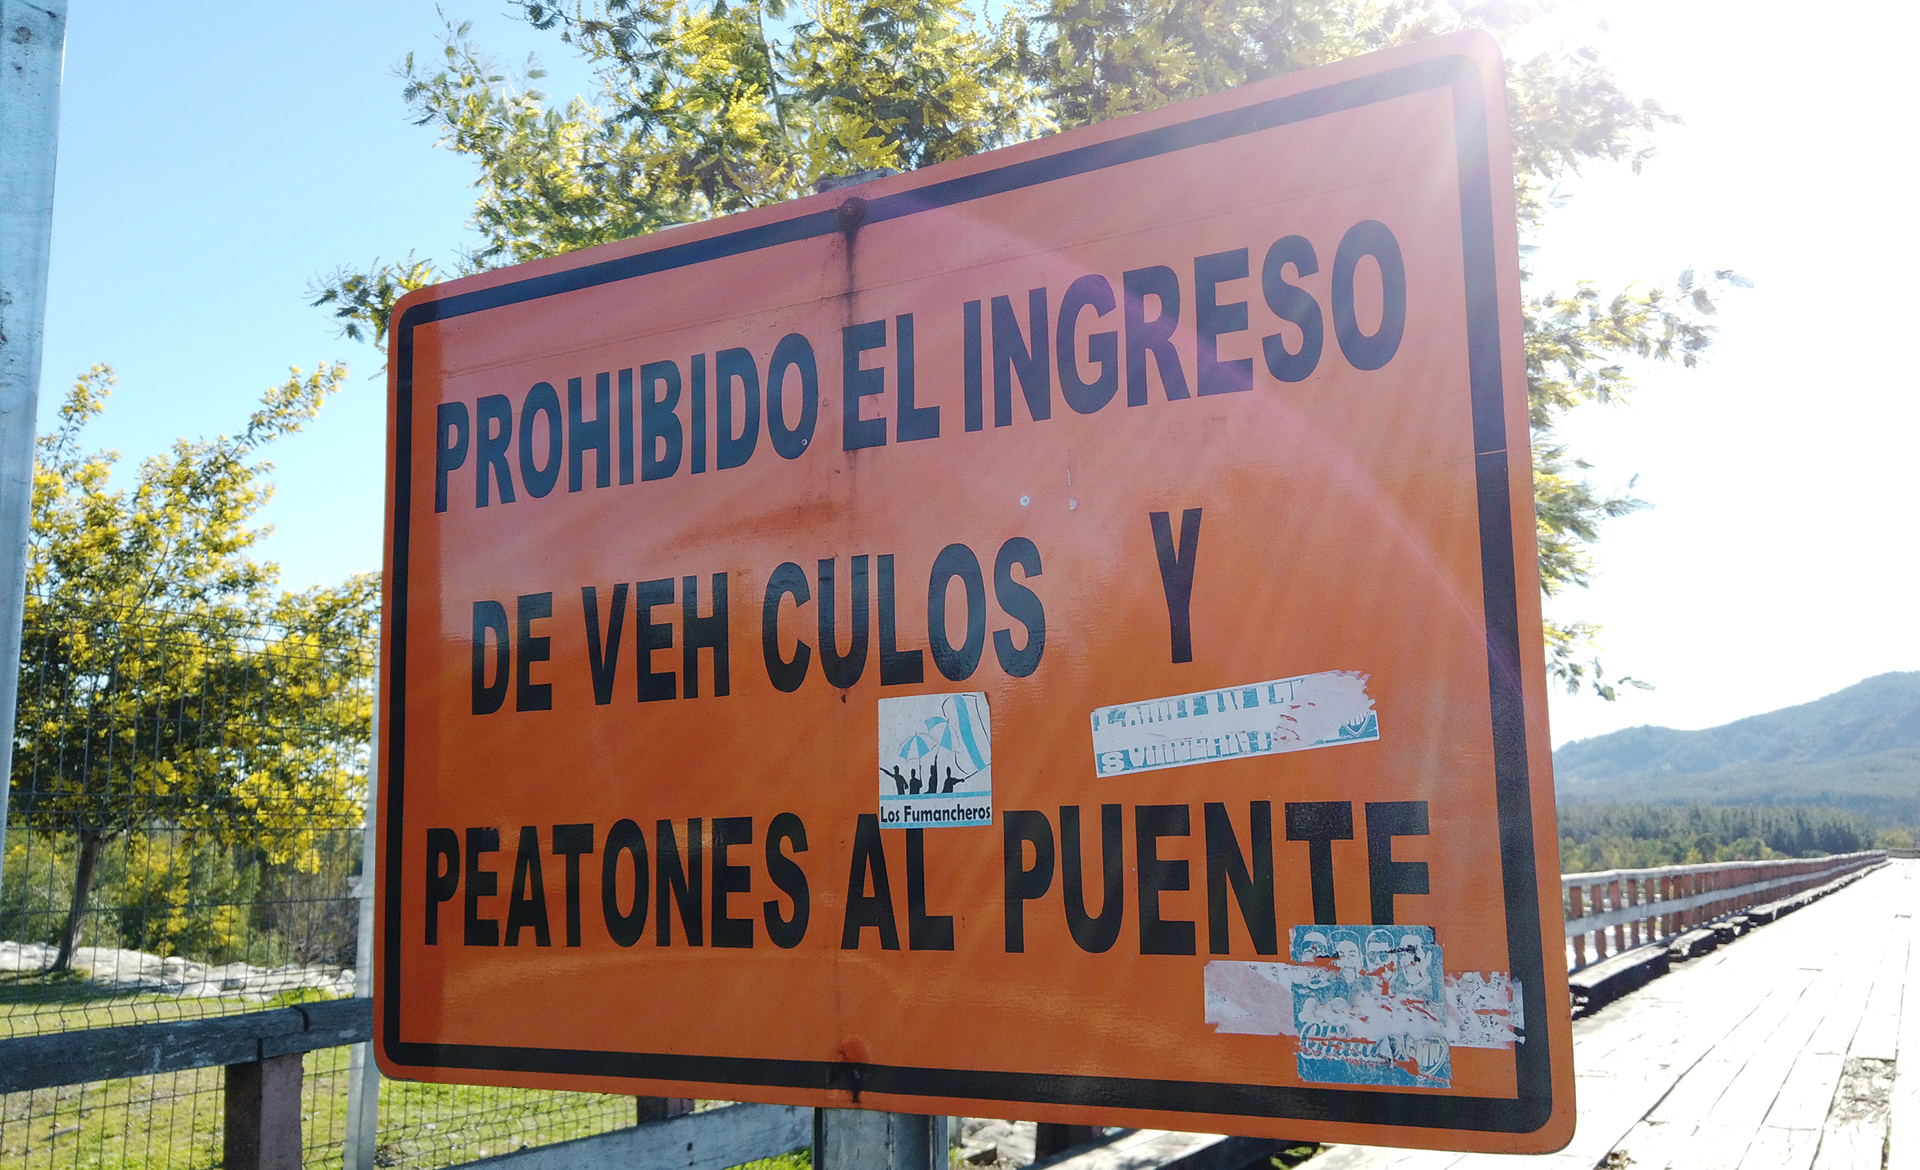 PROHIBIDO EL INGRESO
DE VEH CULOS Y
Los Fumancheros
PEATONES AL PUENTE